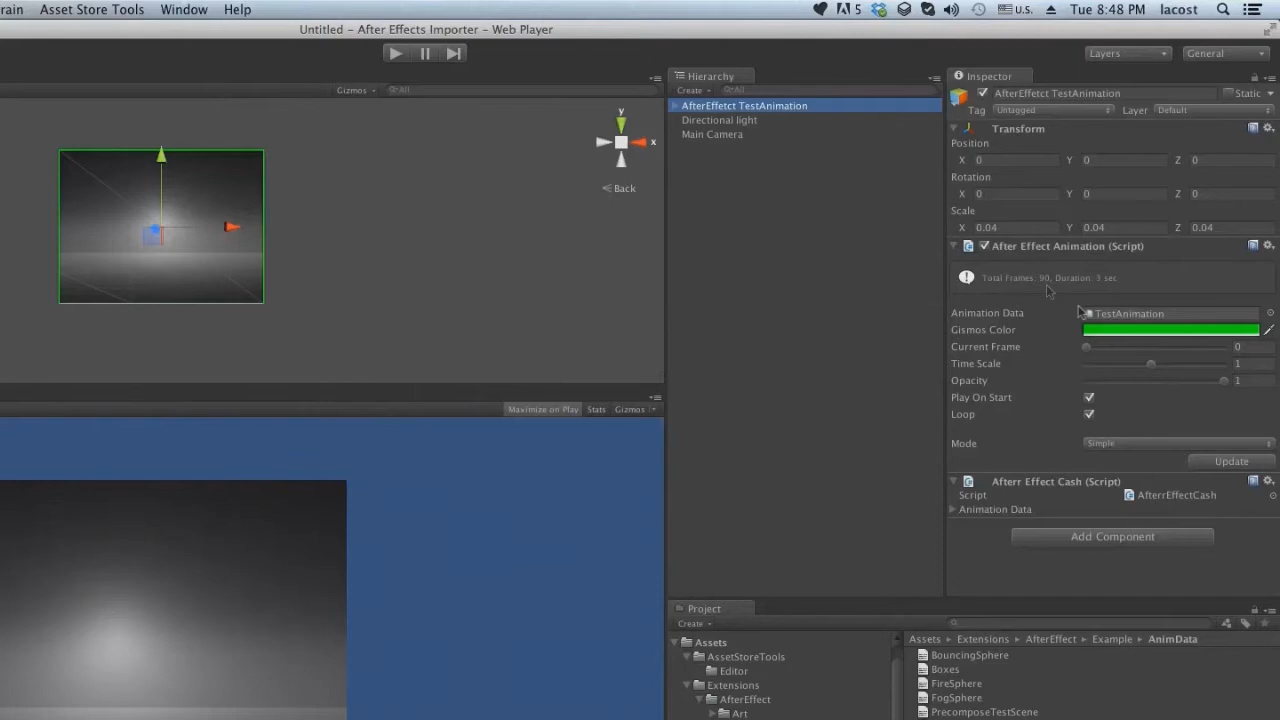 rain Asset Store Tools Window Help 5 U.S. Tue 8:48 PM lacost
Untitled - After Effects Importer - Web Player
Layers General
Gizmos All
y
x
Back
Maximize on Play Stats Gizmos
Hierarchy
Create All
AfterEffetct TestAnimation
Directional light
Main Camera
Inspector
AfterEffetct TestAnimation Static
Tag Untagged Layer Default
Transform
Position
X 0 Y 0 Z 0
Rotation
X 0 Y 0 Z 0
Scale
X 0.04 Y 0.04 Z 0.04
After Effect Animation (Script)
Total Frames: 90, Duration: 3 sec
Animation Data TestAnimation
Gismos Color
Current Frame 0
Time Scale 1
Opacity 1
Play On Start
Loop
Mode Simple
Update
Afterr Effect Cash (Script)
Script AfterrEffectCash
Animation Data
Add Component
Project
Create
Assets
AssetStoreTools
Editor
Extensions
AfterEffect
Art
Assets Extensions AfterEffect Example AnimData
BouncingSphere
Boxes
FireSphere
FogSphere
PrecomposeTestScene